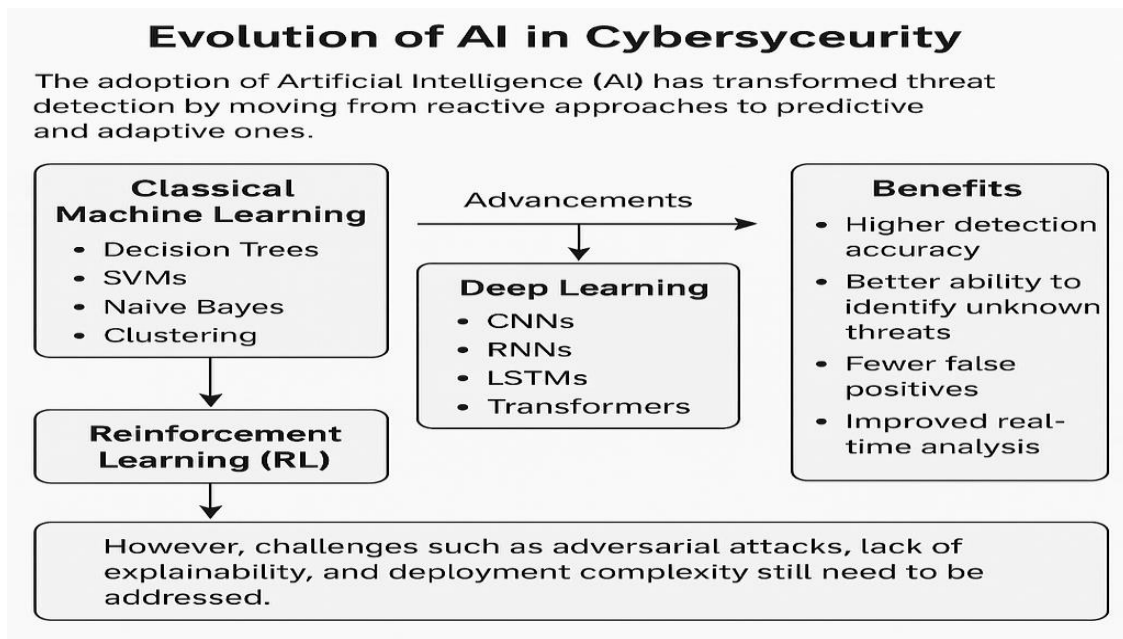 Evolution of AI in Cybersyceurity
The adoption of Artificial Intelligence (AI) has transformed threat
detection by moving from reactive approaches to predictive
and adaptive ones.
Classical
Machine Learning
• Decision Trees
• SVMs
• Naive Bayes
• Clustering
Reinforcement
Learning (RL)
Advancements
Deep Learning
• CNNs
• RNNs
• LSTMs
• Transformers
Benefits
• Higher detection
accuracy
• Better ability to
identify unknown
threats
• Fewer false
positives
• Improved real-
time analysis
However, challenges such as adversarial attacks, lack of
explainability, and deployment complexity still need to be
addressed.